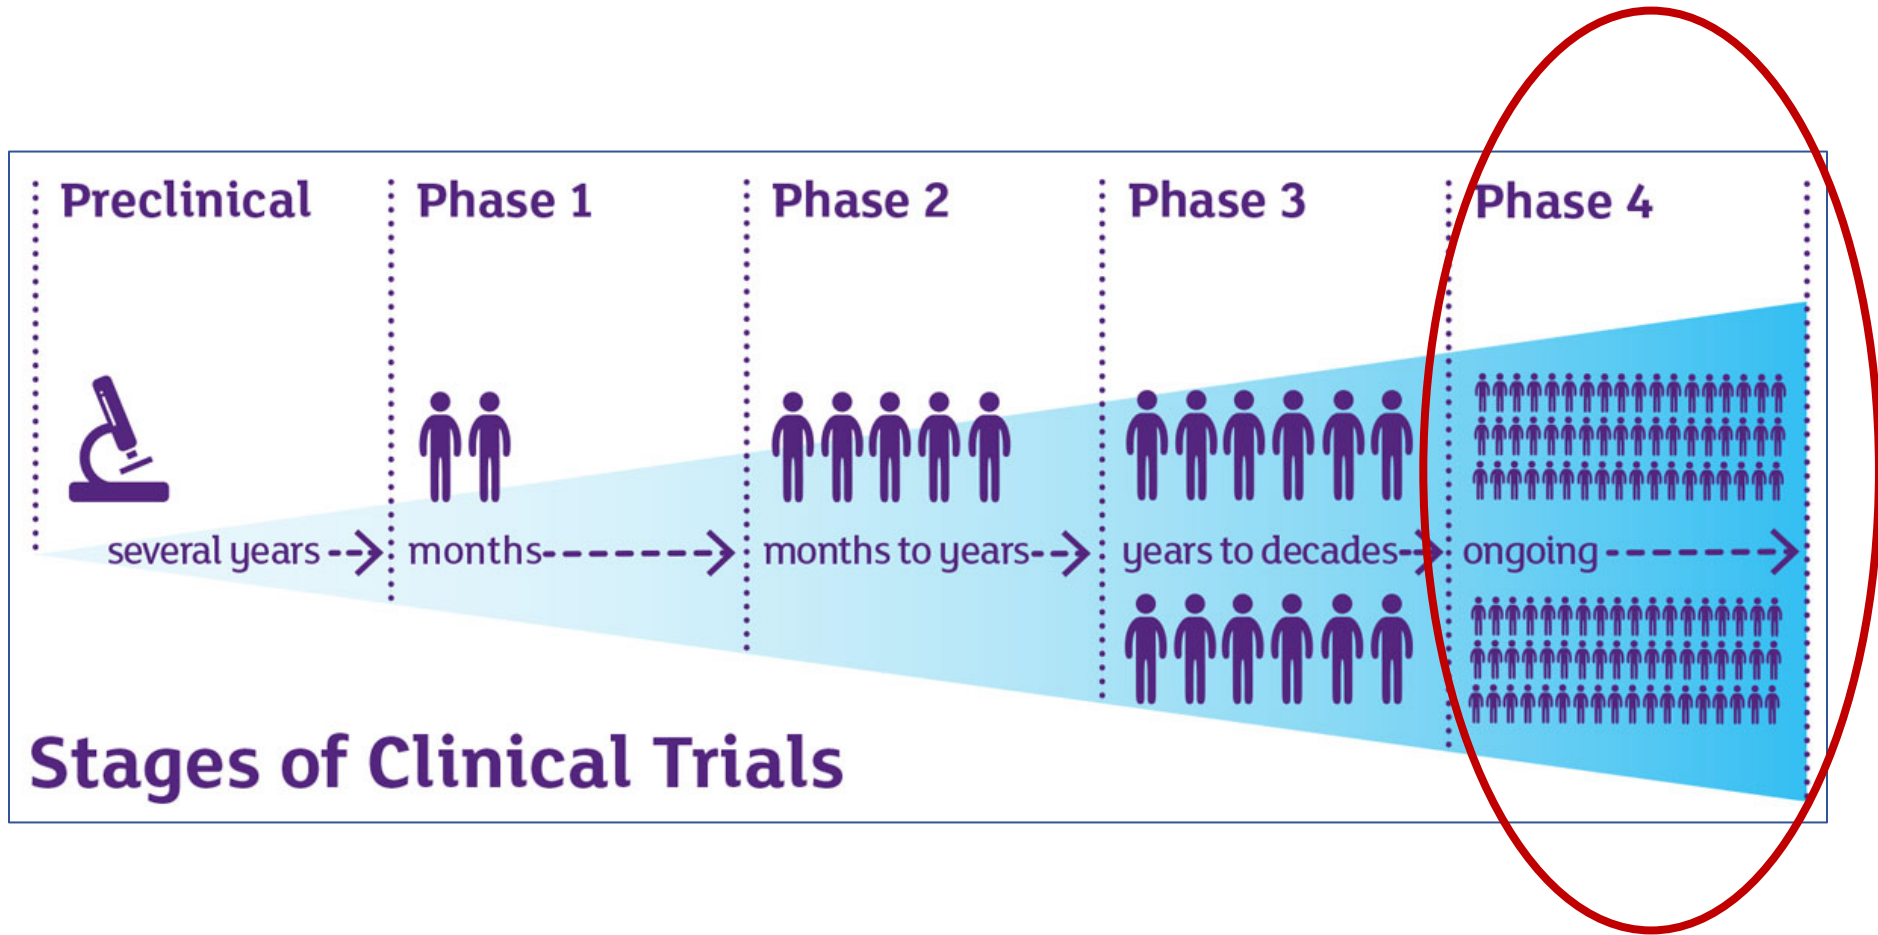 Preclinical
Phase 1
Phase 2
Phase 3
Phase 4
several years
months
months to years
years to decades
ongoing
Stages of Clinical Trials